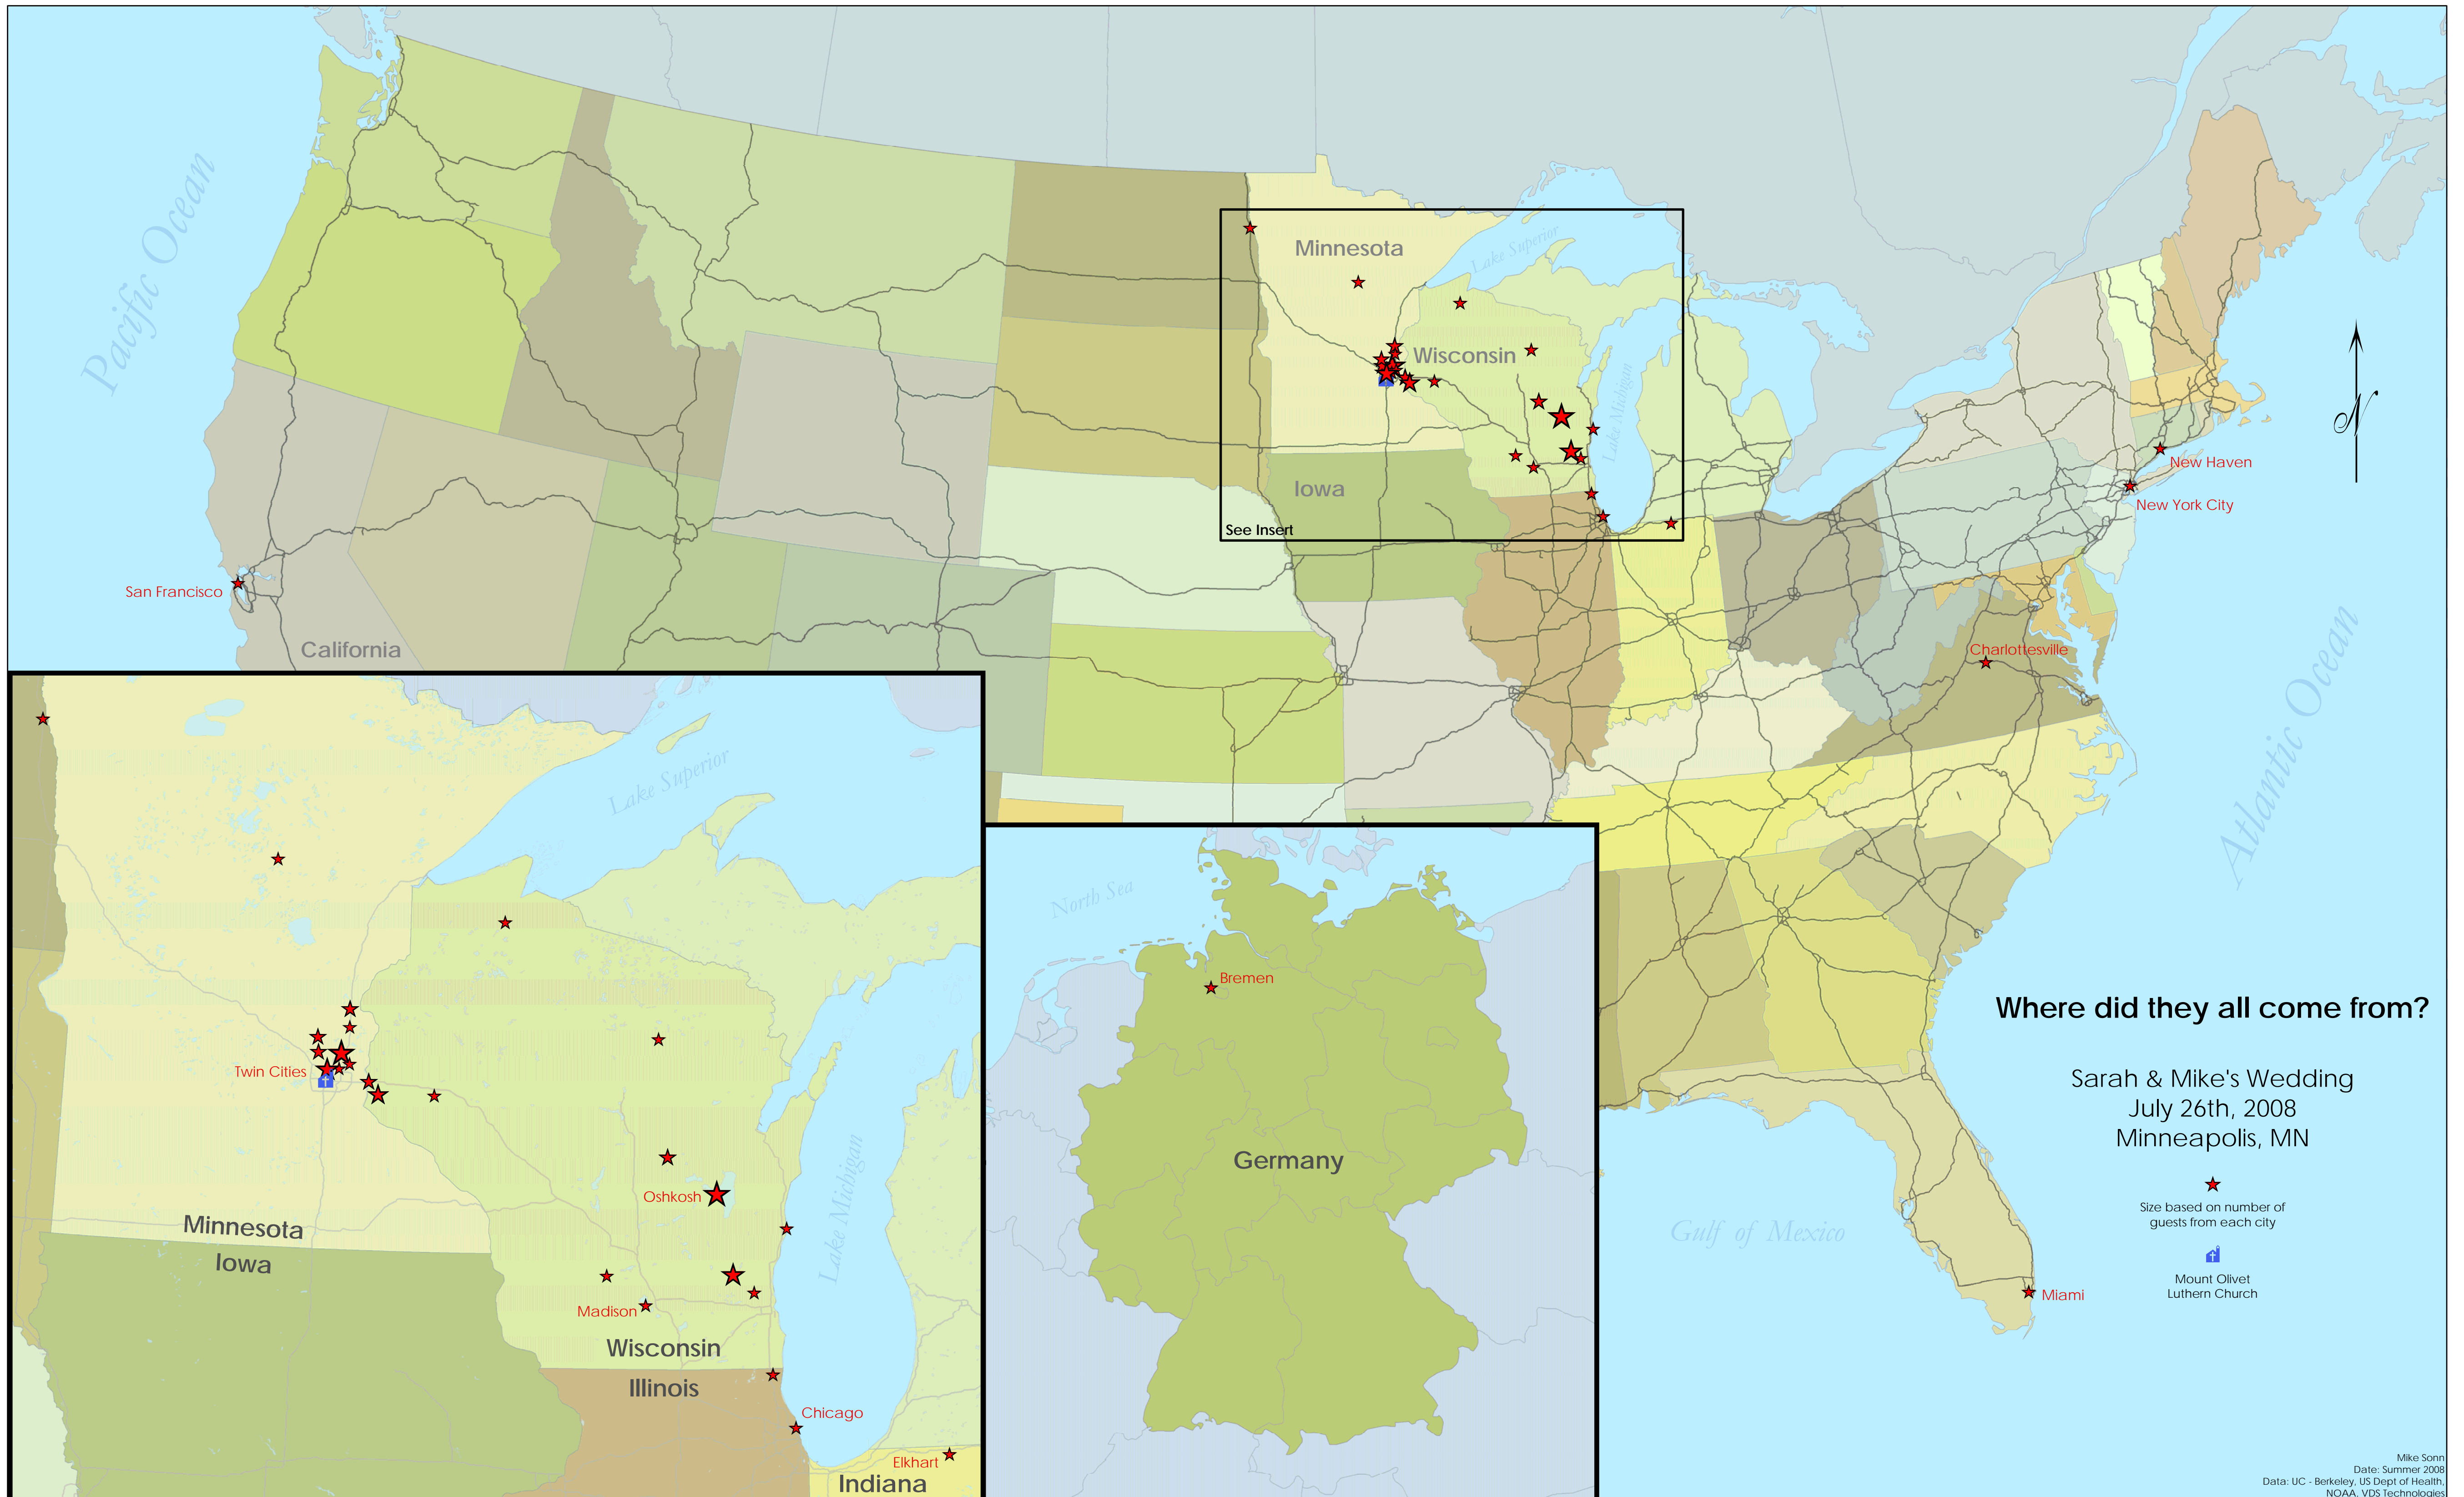 Pacific Ocean
Minnesota
Lake Superior
Wisconsin
Lake Michigan
Iowa
See Insert
New Haven
New York City
San Francisco
California
Charlottesville
Atlantic Ocean
Lake Superior
Twin Cities
Oshkosh
Lake Michigan
Minnesota
Iowa
Madison
Wisconsin
Illinois
Chicago
Elkhart
Indiana
North Sea
Bremen
Germany
Gulf of Mexico
Miami
N
Where did they all come from?
Sarah & Mike's Wedding
July 26th, 2008
Minneapolis, MN
Size based on number of
guests from each city
Mount Olivet
Luthern Church
Mike Sonn
Date: Summer 2008
Data: UC - Berkeley, US Dept of Health,
NOAA, VDS Technologies